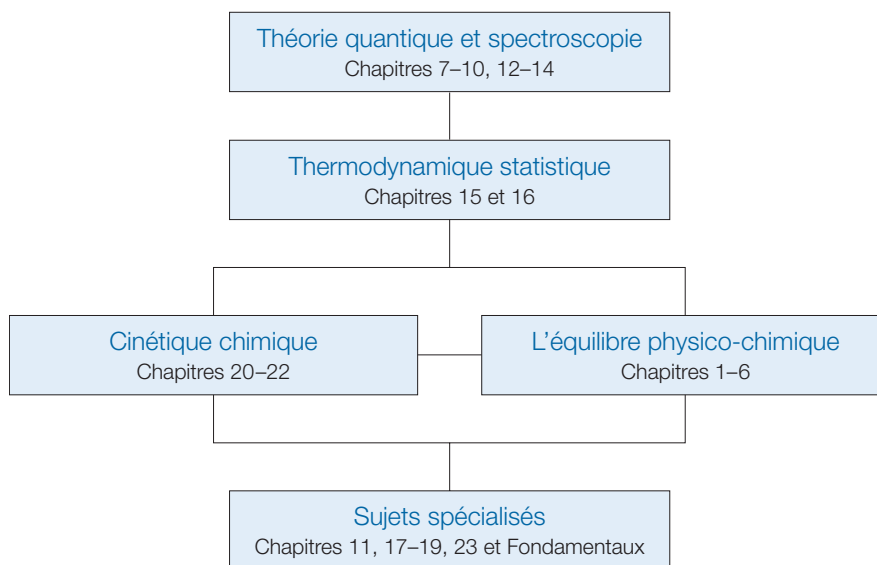 Théorie quantique et spectroscopie
Chapitres 7–10, 12–14
Thermodynamique statistique
Chapitres 15 et 16
Cinétique chimique
Chapitres 20–22
L’équilibre physico-chimique
Chapitres 1–6
Sujets spécialisés
Chapitres 11, 17–19, 23 et Fondamentaux